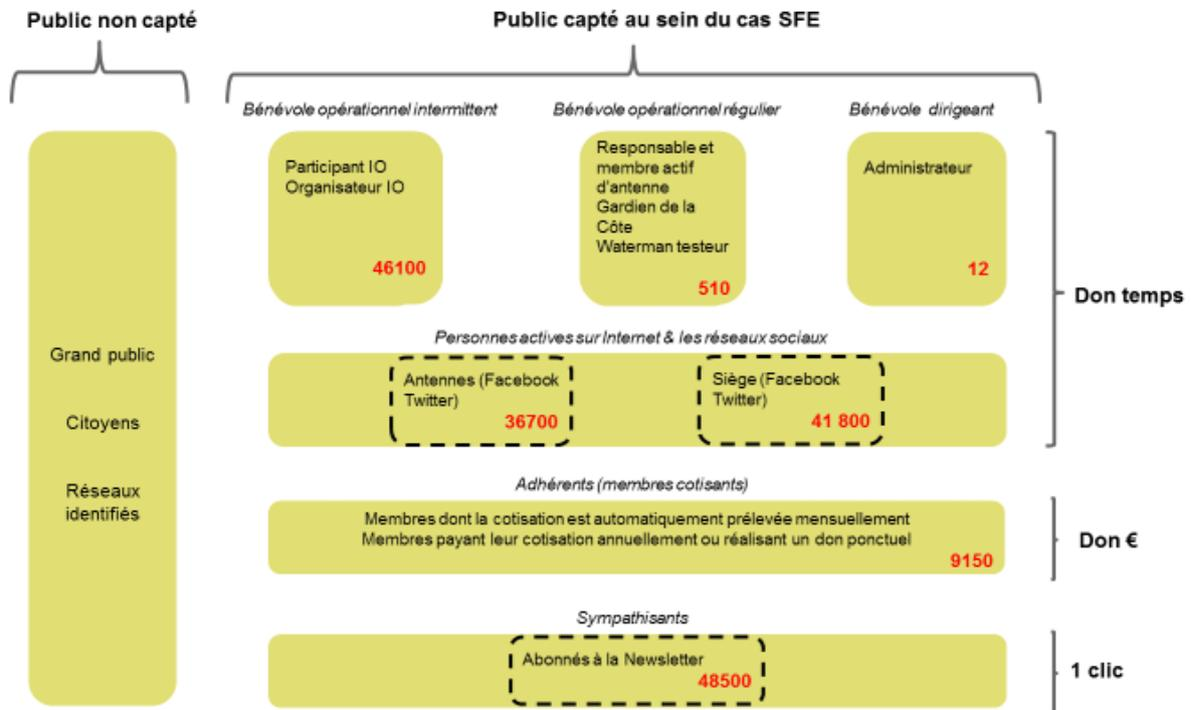 Public non capté
Public capté au sein du cas SFE
Bénévole opérationnel intermittent
Bénévole opérationnel régulier
Bénévole dirigeant
Participant IO
Organisateur IO
46100
Responsable et
membre actif
d'antenne
Gardien de la
Côte
Waterman testeur
510
Administrateur
12
Don temps
Grand public
Citoyens
Réseaux
identifiés
Personnes actives sur Internet & les réseaux sociaux
Antennes (Facebook
Twitter)
36700
Siège (Facebook
Twitter)
41 800
Adhérents (membres cotisants)
Membres dont la cotisation est automatiquement prélevée mensuellement
Membres payant leur cotisation annuellement ou réalisant un don ponctuel
9150
Don €
Sympathisants
Abonnés à la Newsletter
48500
1 clic